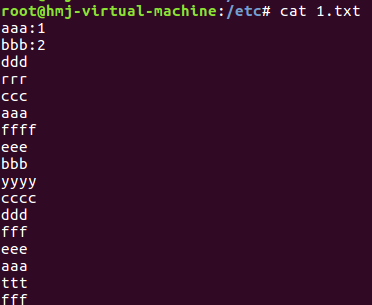 root@hmj-virtual-machine:/etc# cat 1.txt
aaa:1
bbb:2
ddd
rrr
ccc
aaa
ffff
eee
bbb
yyyy
cccc
ddd
fff
eee
aaa
ttt
fff